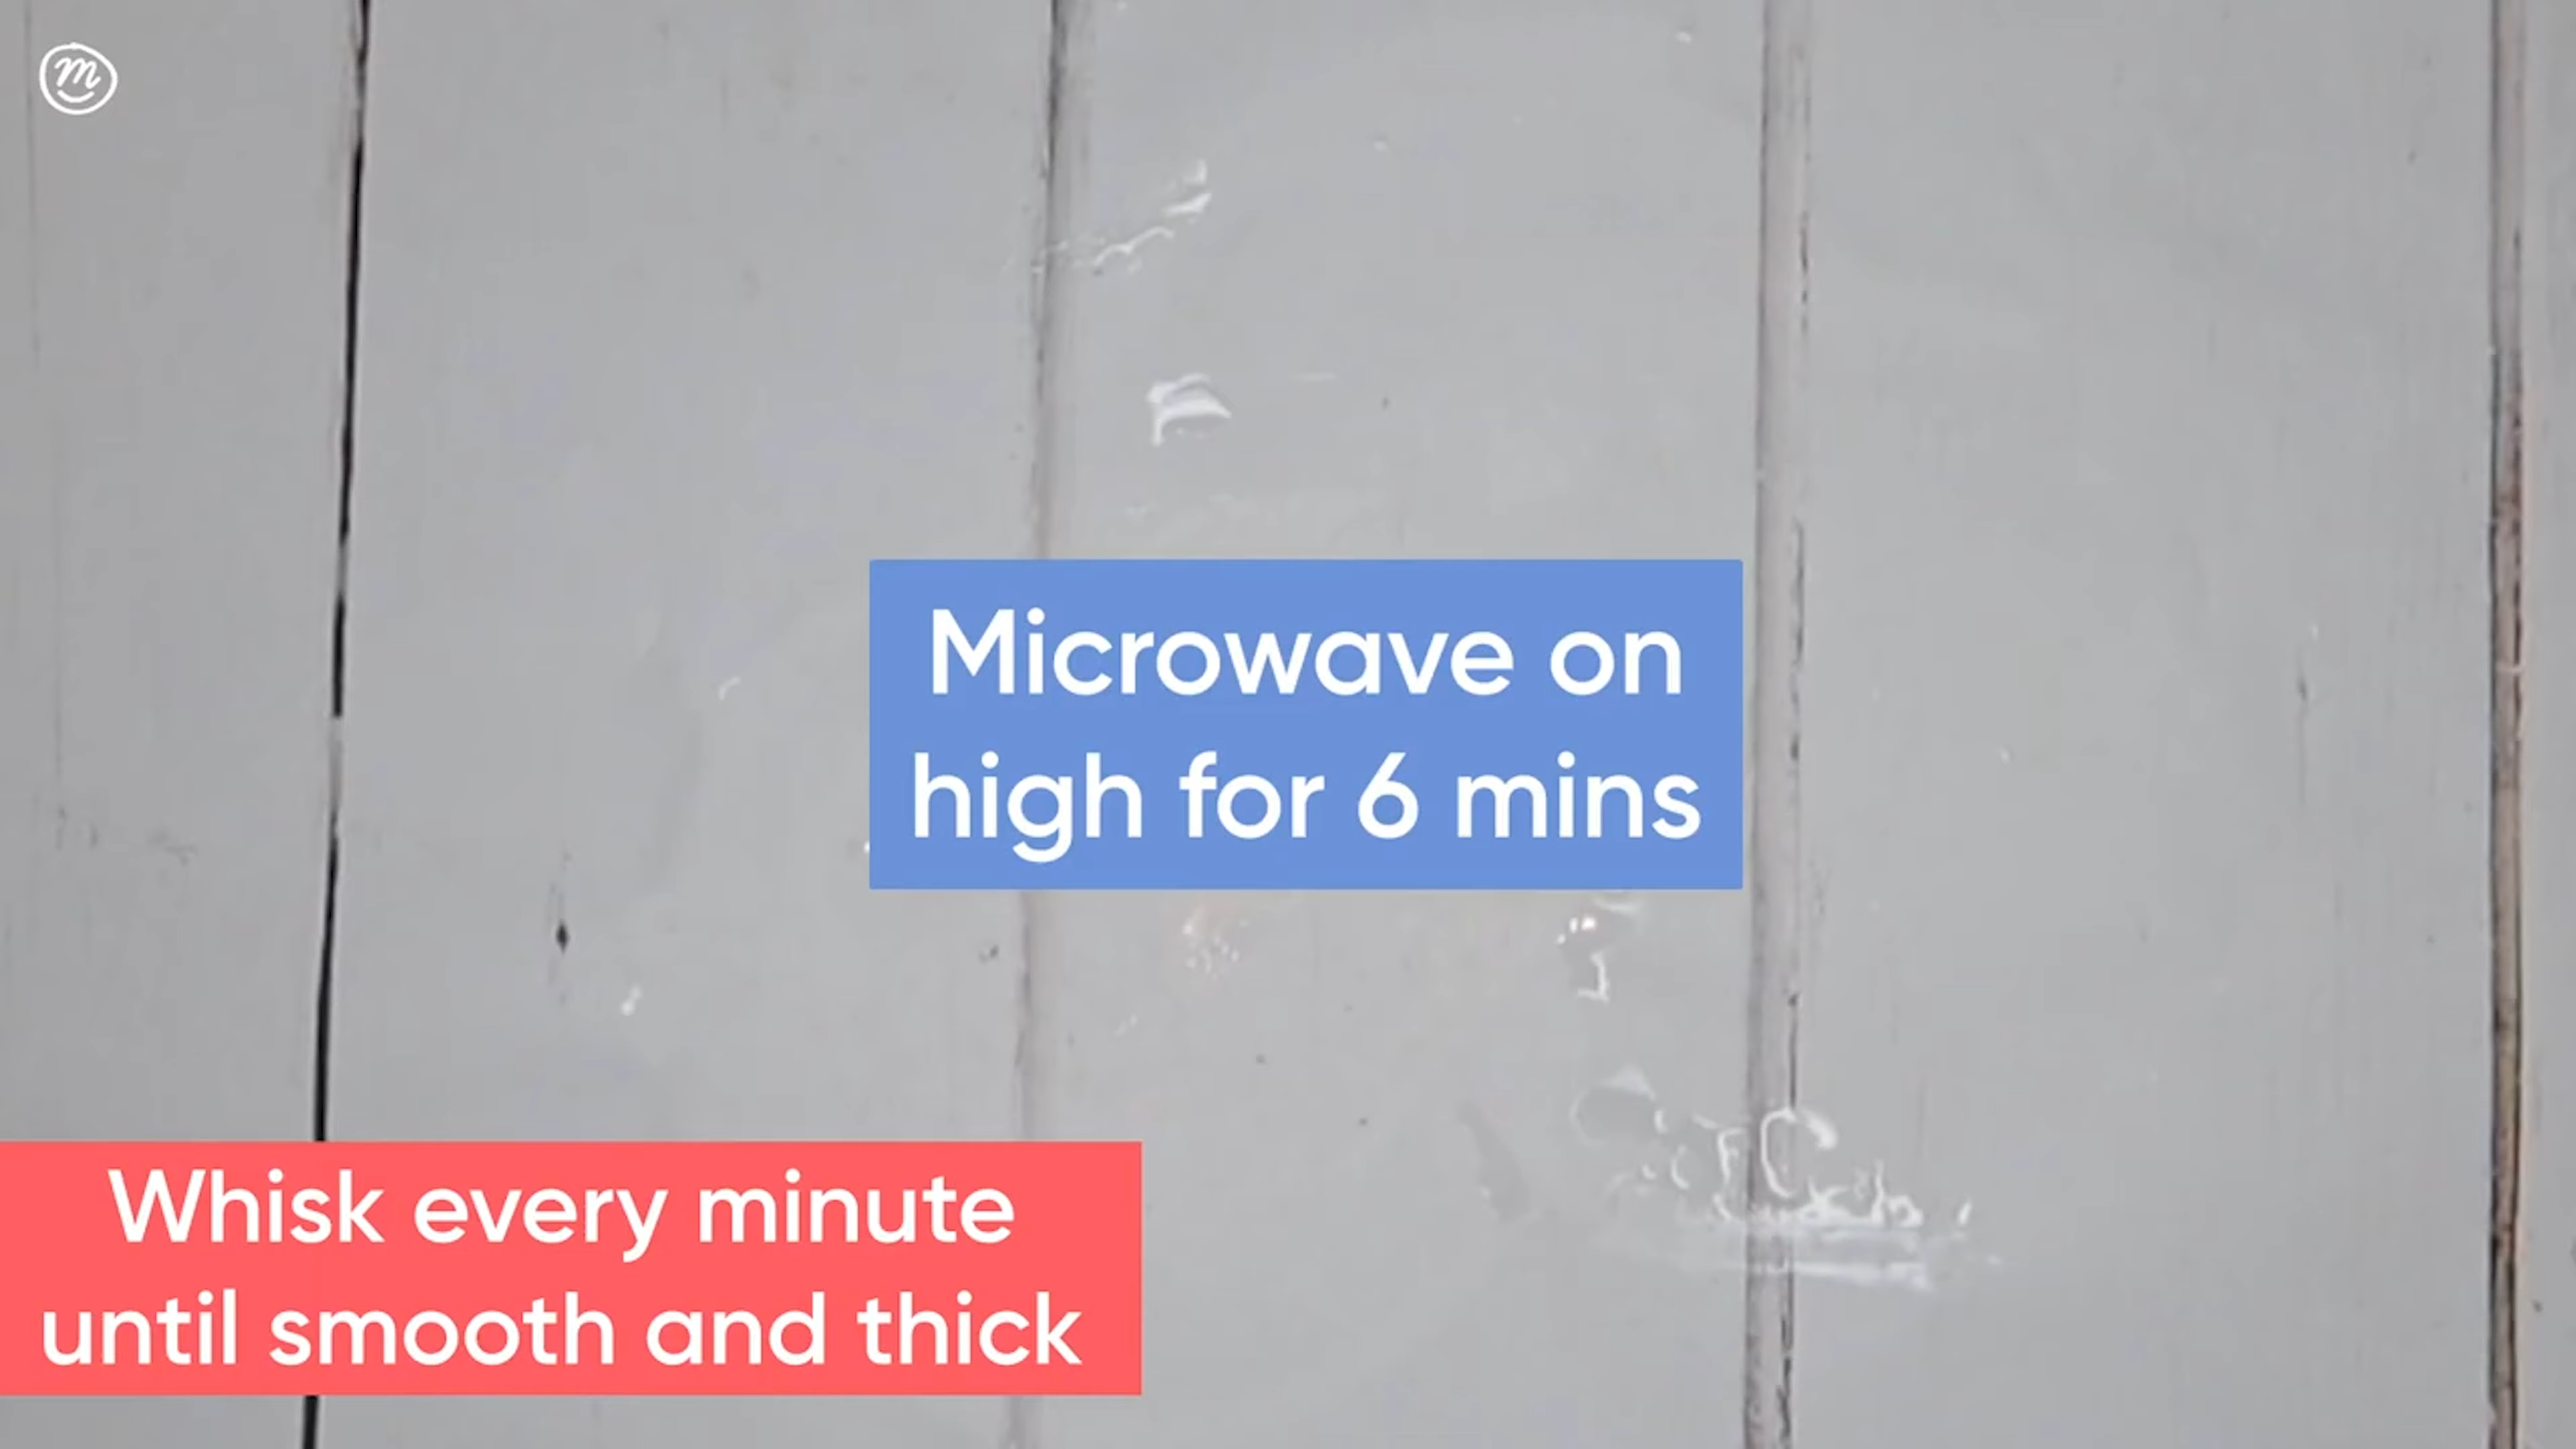 m
Microwave on
high for 6 mins
Whisk every minute
until smooth and thick